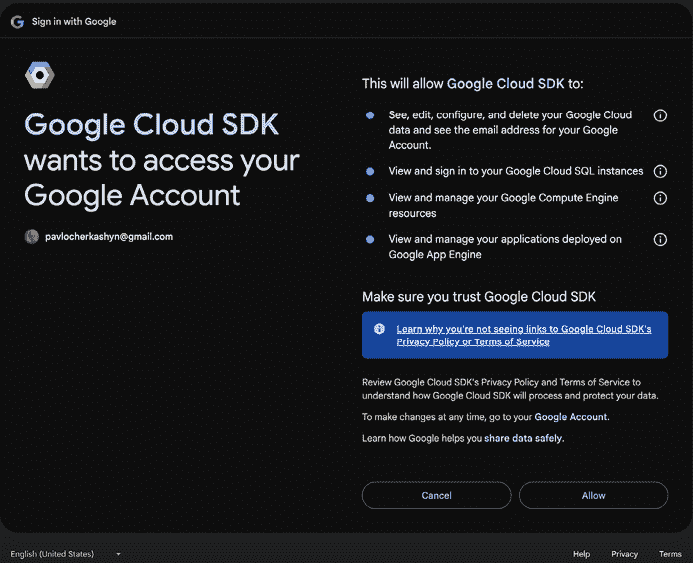 Sign in with Google
Google Cloud SDK
wants to access your
Google Account
pavlocherkashyn@gmail.com
This will allow Google Cloud SDK to:
See, edit, configure, and delete your Google Cloud
data and see the email address for your Google
Account.
View and sign in to your Google Cloud SQL instances
View and manage your Google Compute Engine
resources
View and manage your applications deployed on
Google App Engine
Make sure you trust Google Cloud SDK
Learn why you're not seeing links to Google Cloud SDK's
Privacy Policy or Terms of Service
Review Google Cloud SDK's Privacy Policy and Terms of Service to
understand how Google Cloud SDK will process and protect your data.
To make changes at any time, go to your Google Account.
Learn how Google helps you share data safely.
Cancel
Allow
English (United States)
Help
Privacy
Terms